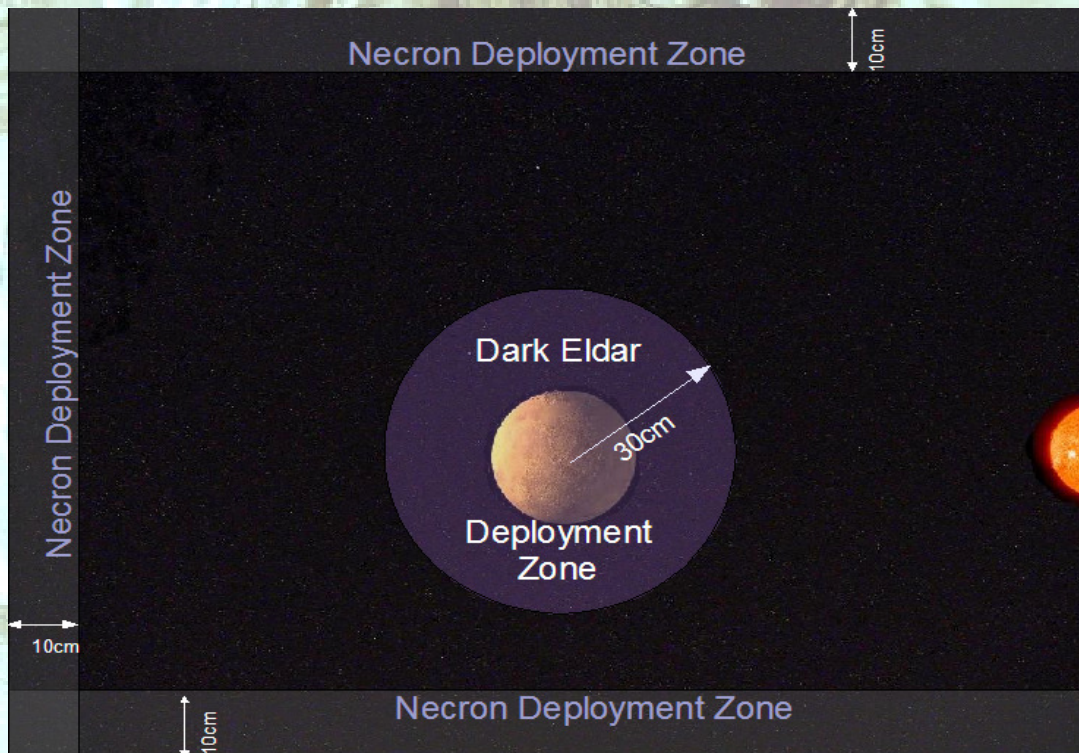 Necron Deployment Zone
10cm
Necron Deployment Zone
Dark Eldar
30cm
Deployment
Zone
10cm
Necron Deployment Zone
10cm